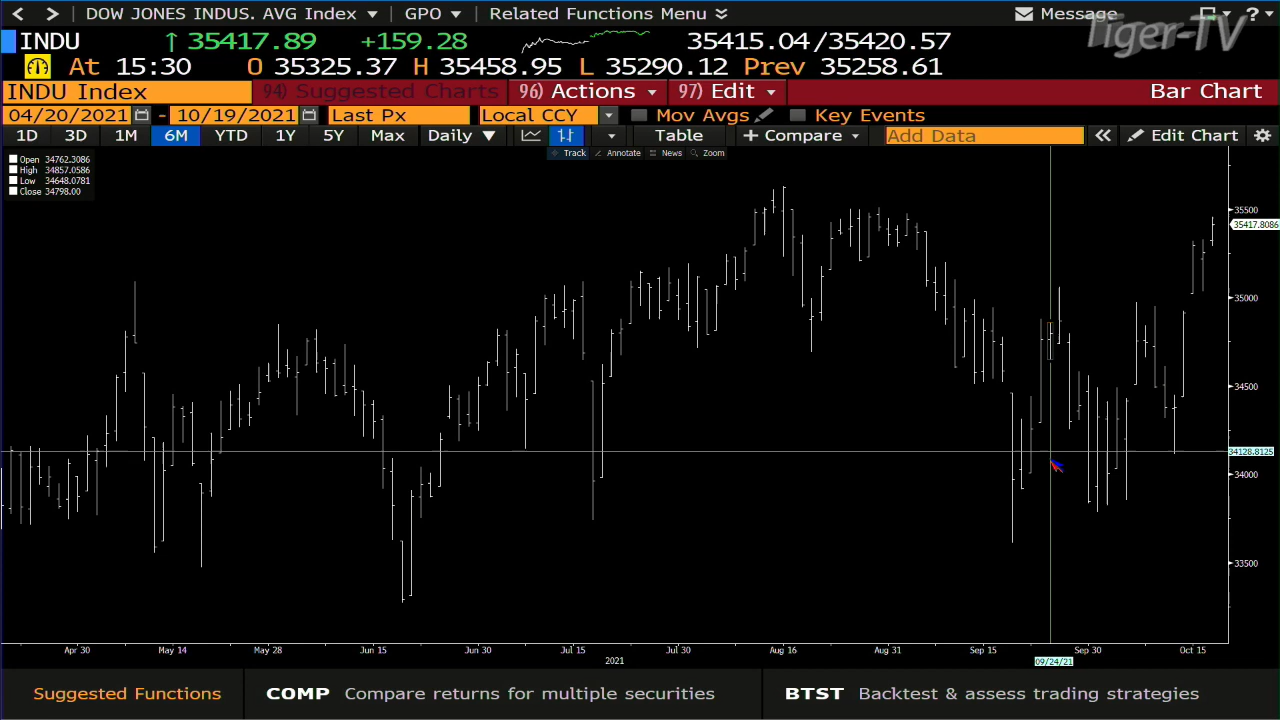 DOW JONES INDUS. AVG Index GPO Related Functions Menu Message ?
Tiger-TV
INDU ↑ 35417.89 +159.28 35415.04/35420.57
At 15:30 O 35325.37 H 35458.95 L 35290.12 Prev 35258.61
INDU Index 94) Suggested Charts 96) Actions 97) Edit Bar Chart
04/20/2021 - 10/19/2021 Last Px Local CCY Mov Avgs Key Events
1D 3D 1M 6M YTD 1Y 5Y Max Daily ▼ Table + Compare Add Data « Edit Chart
Track Annotate News Zoom
Open 34762.3086
High 34857.0586
Low 34648.0781
Close 34798.00
35500
35417.8086
35000
34500
34128.8125
34000
33500
Apr 30 May 14 May 28 Jun 15 Jun 30 Jul 15 Jul 30 Aug 16 Aug 31 Sep 15 Sep 30 Oct 15
2021 09/24/21
Suggested Functions COMP Compare returns for multiple securities BTST Backtest & assess trading strategies